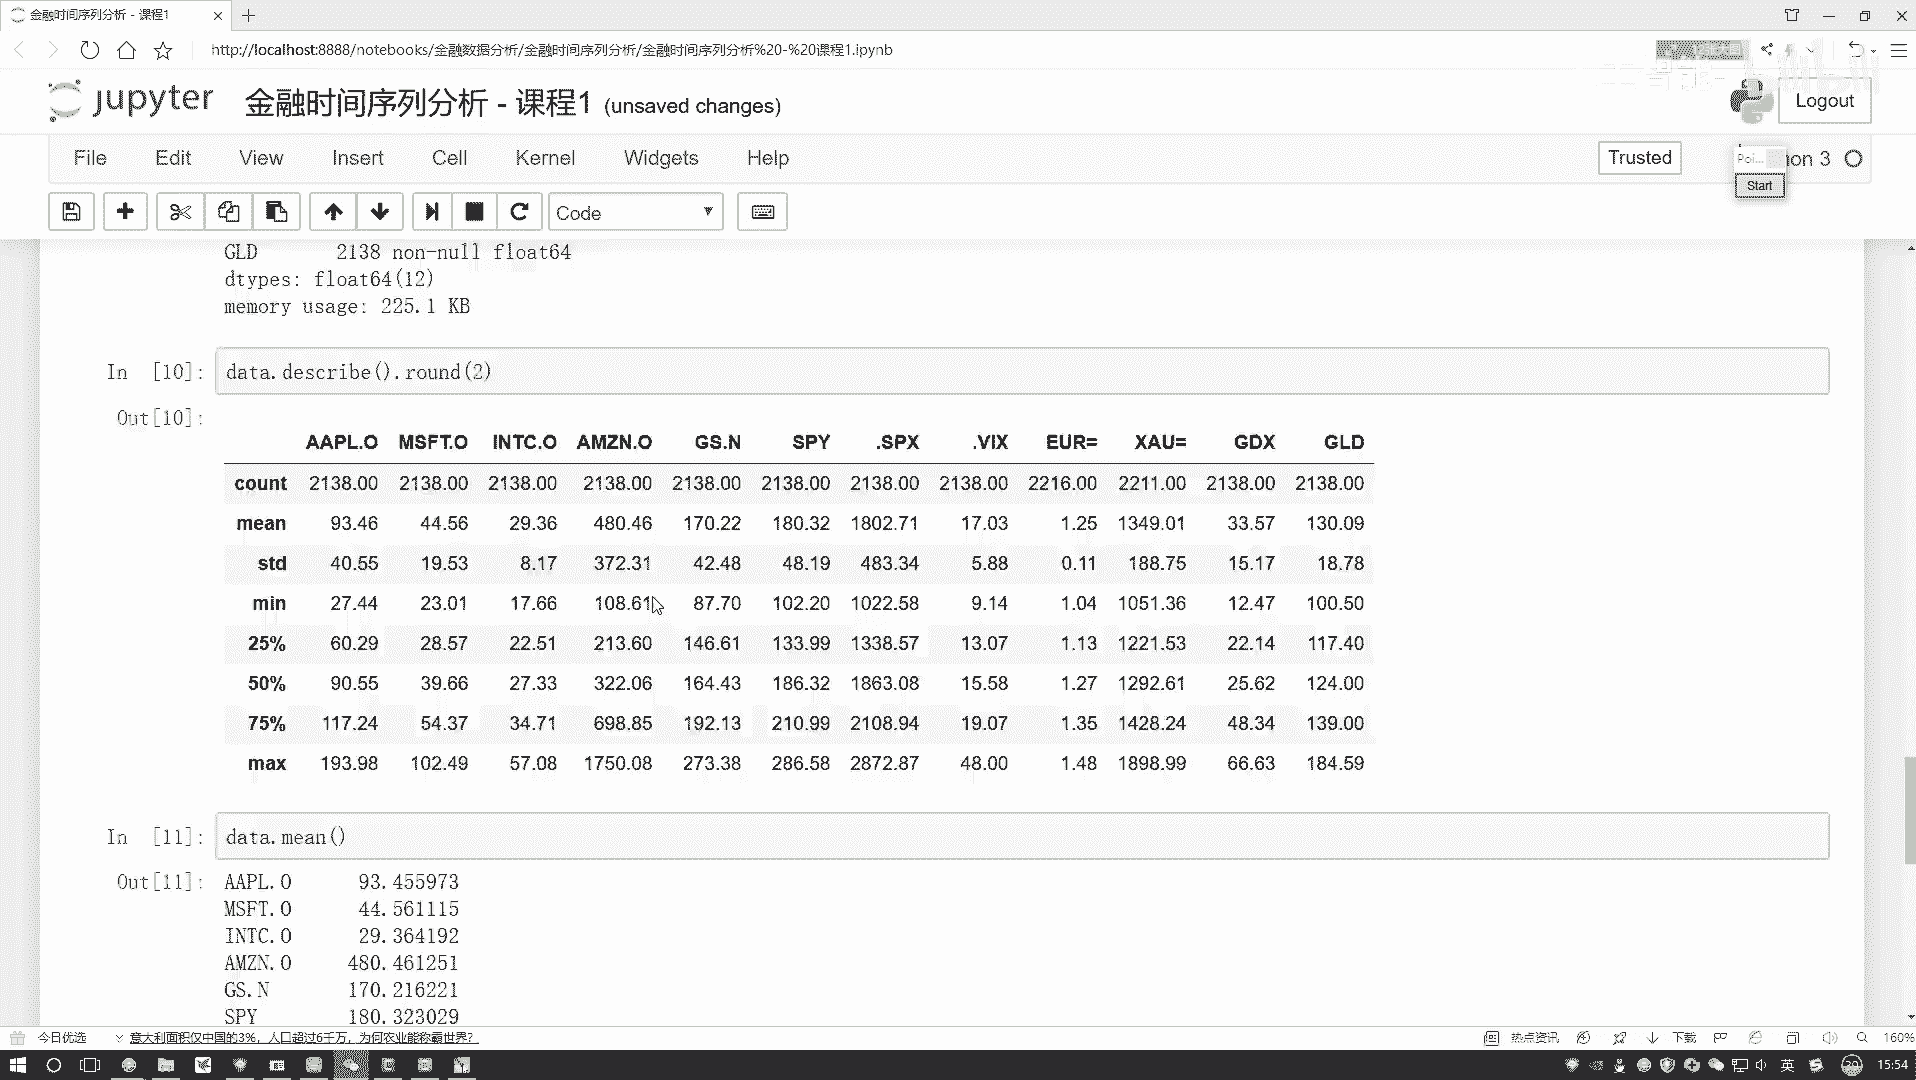 金融时间序列分析 - 课程1
http://localhost:8888/notebooks/金融数据分析/金融时间序列分析/金融时间序列分析%20-%20课程1.ipynb
jupyter 金融时间序列分析 - 课程1 (unsaved changes)
Logout
File Edit View Insert Cell Kernel Widgets Help
Trusted
Poi... hon 3
Start
Code
GLD 2138 non-null float64
dtypes: float64(12)
memory usage: 225.1 KB
In [10]: data.describe().round(2)
Out[10]:
AAPL.O MSFT.O INTC.O AMZN.O GS.N SPY .SPX .VIX EUR= XAU= GDX GLD
count 2138.00 2138.00 2138.00 2138.00 2138.00 2138.00 2138.00 2138.00 2216.00 2211.00 2138.00 2138.00
mean 93.46 44.56 29.36 480.46 170.22 180.32 1802.71 17.03 1.25 1349.01 33.57 130.09
std 40.55 19.53 8.17 372.31 42.48 48.19 483.34 5.88 0.11 188.75 15.17 18.78
min 27.44 23.01 17.66 108.61 87.70 102.20 1022.58 9.14 1.04 1051.36 12.47 100.50
25% 60.29 28.57 22.51 213.60 146.61 133.99 1338.57 13.07 1.13 1221.53 22.14 117.40
50% 90.55 39.66 27.33 322.06 164.43 186.32 1863.08 15.58 1.27 1292.61 25.62 124.00
75% 117.24 54.37 34.71 698.85 192.13 210.99 2108.94 19.07 1.35 1428.24 48.34 139.00
max 193.98 102.49 57.08 1750.08 273.38 286.58 2872.87 48.00 1.48 1898.99 66.63 184.59
In [11]: data.mean()
Out[11]: AAPL.O 93.455973
MSFT.O 44.561115
INTC.O 29.364192
AMZN.O 480.461251
GS.N 170.216221
SPY 180.323029
今日优选 意大利面积仅中国的3%，人口超过6千万，为何农业能称霸世界？
热点资讯 下载 160%
英 20 15:54